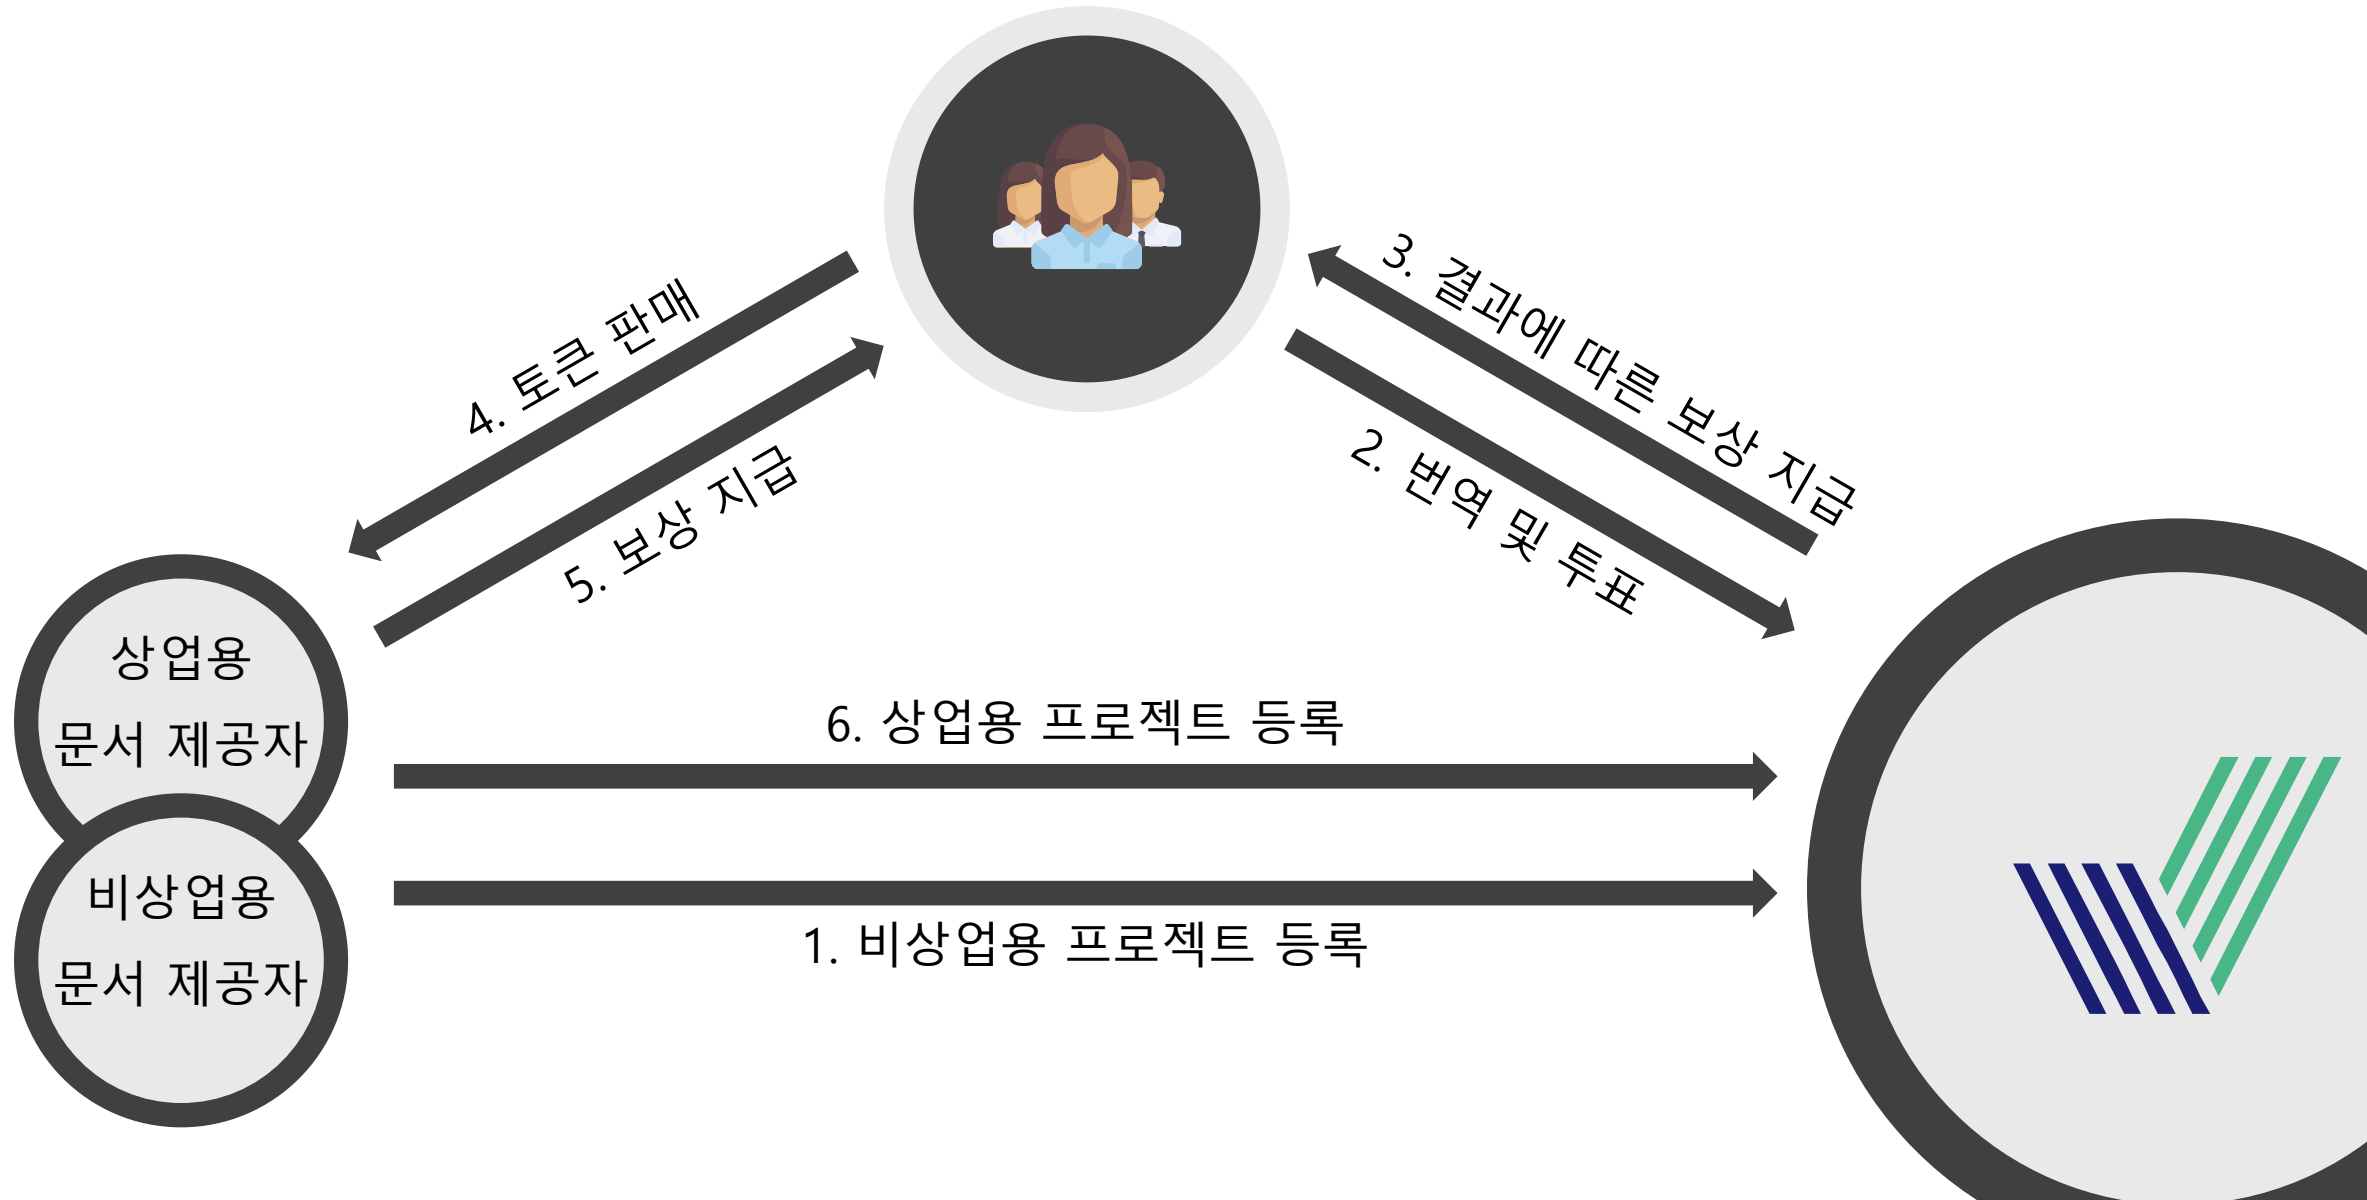 3. 결과에 따른 보상 지급
4. 토큰 판매
2. 번역 및 투표
5. 보상 지급
상업용
문서 제공자
6. 상업용 프로젝트 등록
비상업용
문서 제공자
1. 비상업용 프로젝트 등록